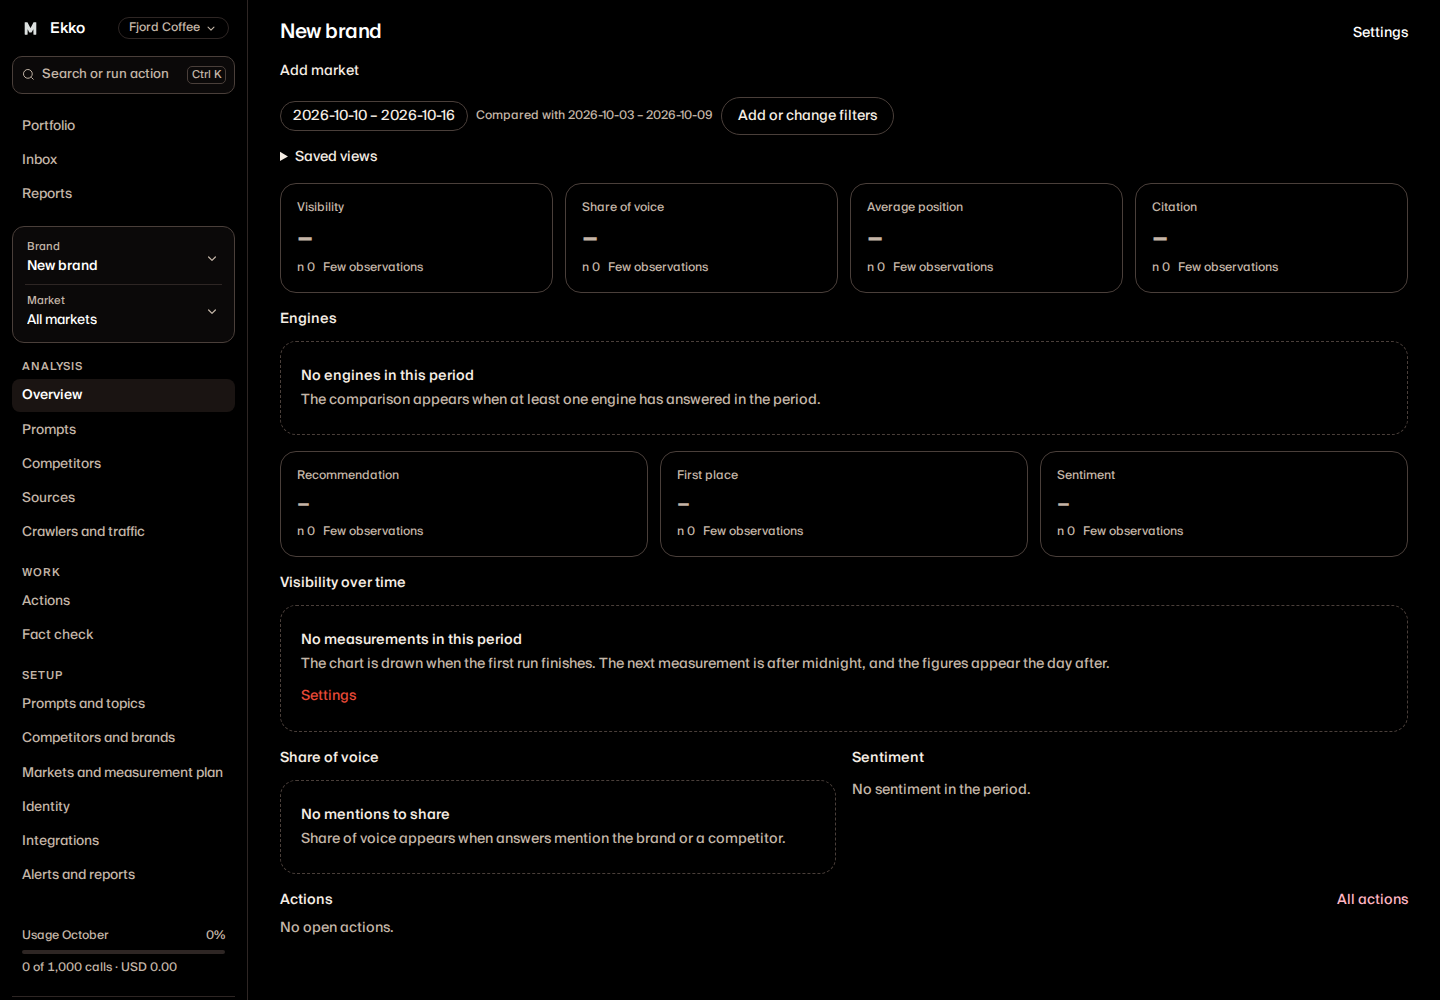 Ekko
Fjord Coffee
Search or run action
Ctrl K
Portfolio
Inbox
Reports
Brand
New brand
Market
All markets
ANALYSIS
Overview
Prompts
Competitors
Sources
Crawlers and traffic
WORK
Actions
Fact check
SETUP
Prompts and topics
Competitors and brands
Markets and measurement plan
Identity
Integrations
Alerts and reports
Usage October 0%
0 of 1,000 calls · USD 0.00
New brand
Settings
Add market
2026-10-10 – 2026-10-16
Compared with 2026-10-03 – 2026-10-09
Add or change filters
Saved views
Visibility
–
n 0 Few observations
Share of voice
–
n 0 Few observations
Average position
–
n 0 Few observations
Citation
–
n 0 Few observations
Engines
No engines in this period
The comparison appears when at least one engine has answered in the period.
Recommendation
–
n 0 Few observations
First place
–
n 0 Few observations
Sentiment
–
n 0 Few observations
Visibility over time
No measurements in this period
The chart is drawn when the first run finishes. The next measurement is after midnight, and the figures appear the day after.
Settings
Share of voice
No mentions to share
Share of voice appears when answers mention the brand or a competitor.
Sentiment
No sentiment in the period.
Actions
All actions
No open actions.